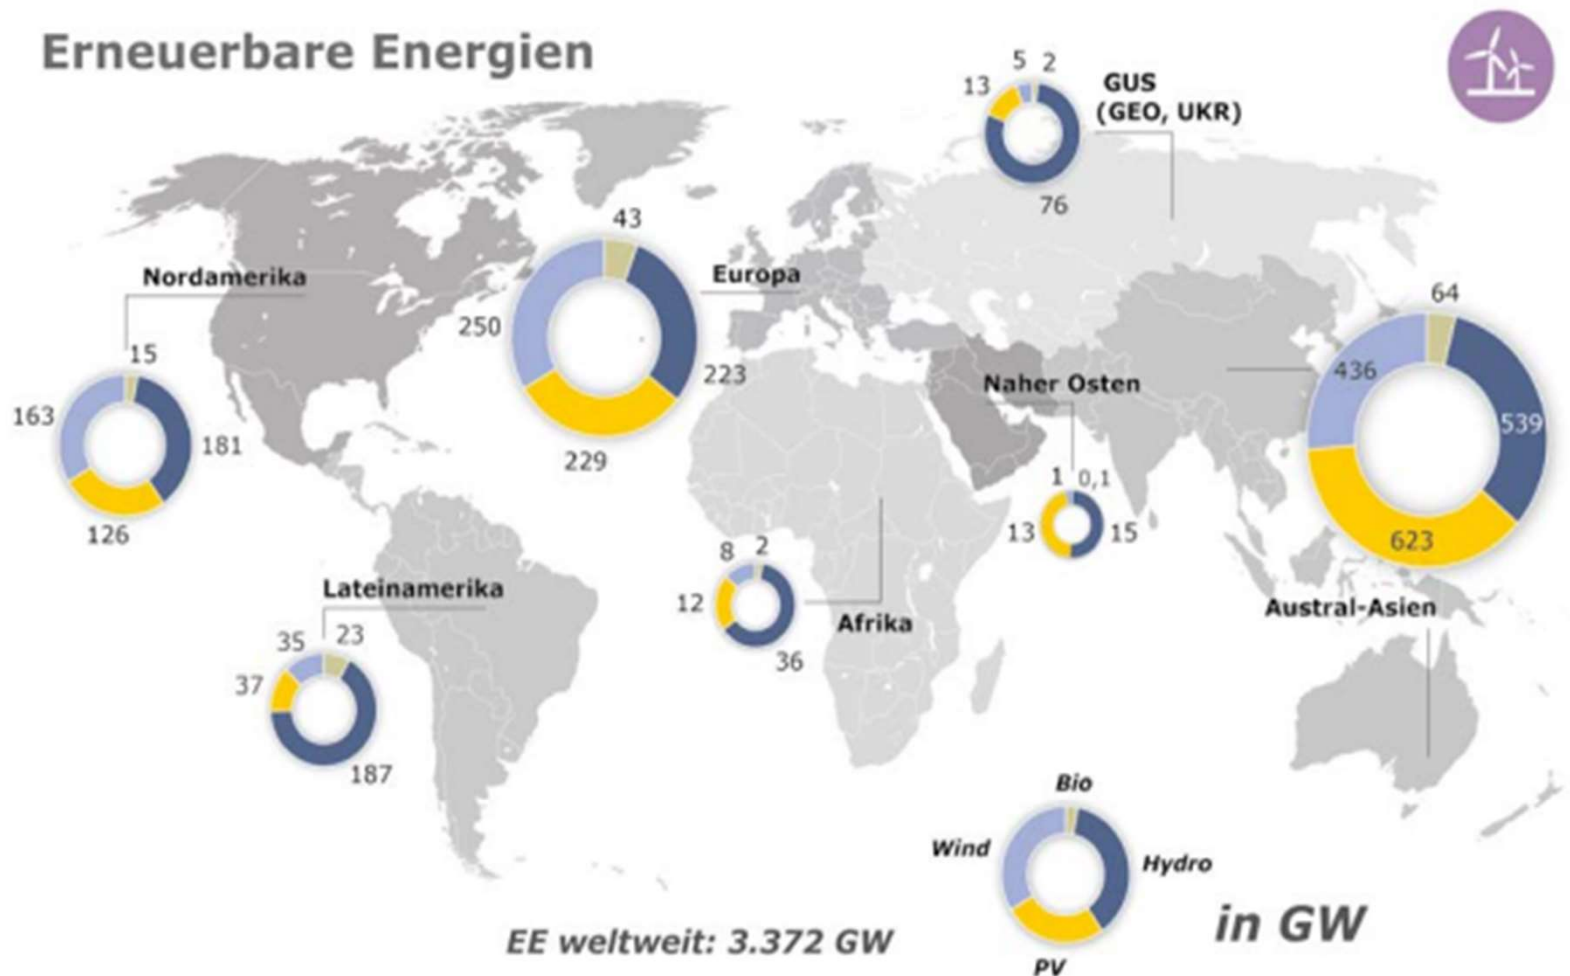 Erneuerbare Energien
5 2
13
GUS
(GEO, UKR)
76
43
Nordamerika
Europa
250
223
229
15
163
181
126
64
436
539
623
Austral-Asien
Naher Osten
1 0,1
13
15
8 2
12
36
Afrika
Lateinamerika
35 23
37
187
Bio
Wind
Hydro
PV
in GW
EE weltweit: 3.372 GW